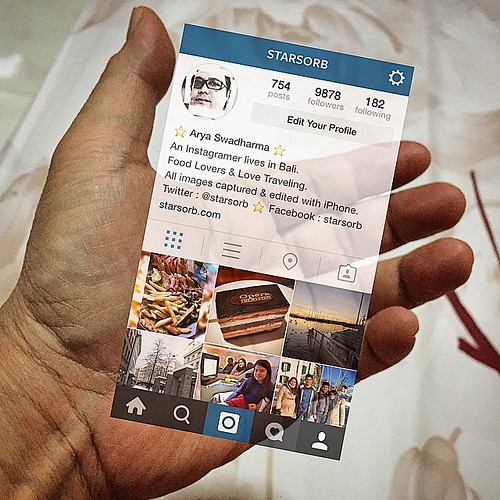 STARSORB
754 9878 182
posts followers following
Edit Your Profile
Arya Swadharma
An Instagramer lives in Bali.
Food Lovers & Love Traveling.
All images captured & edited with iPhone.
Twitter : @starsorb Facebook : starsorb
starsorb.com
Opera